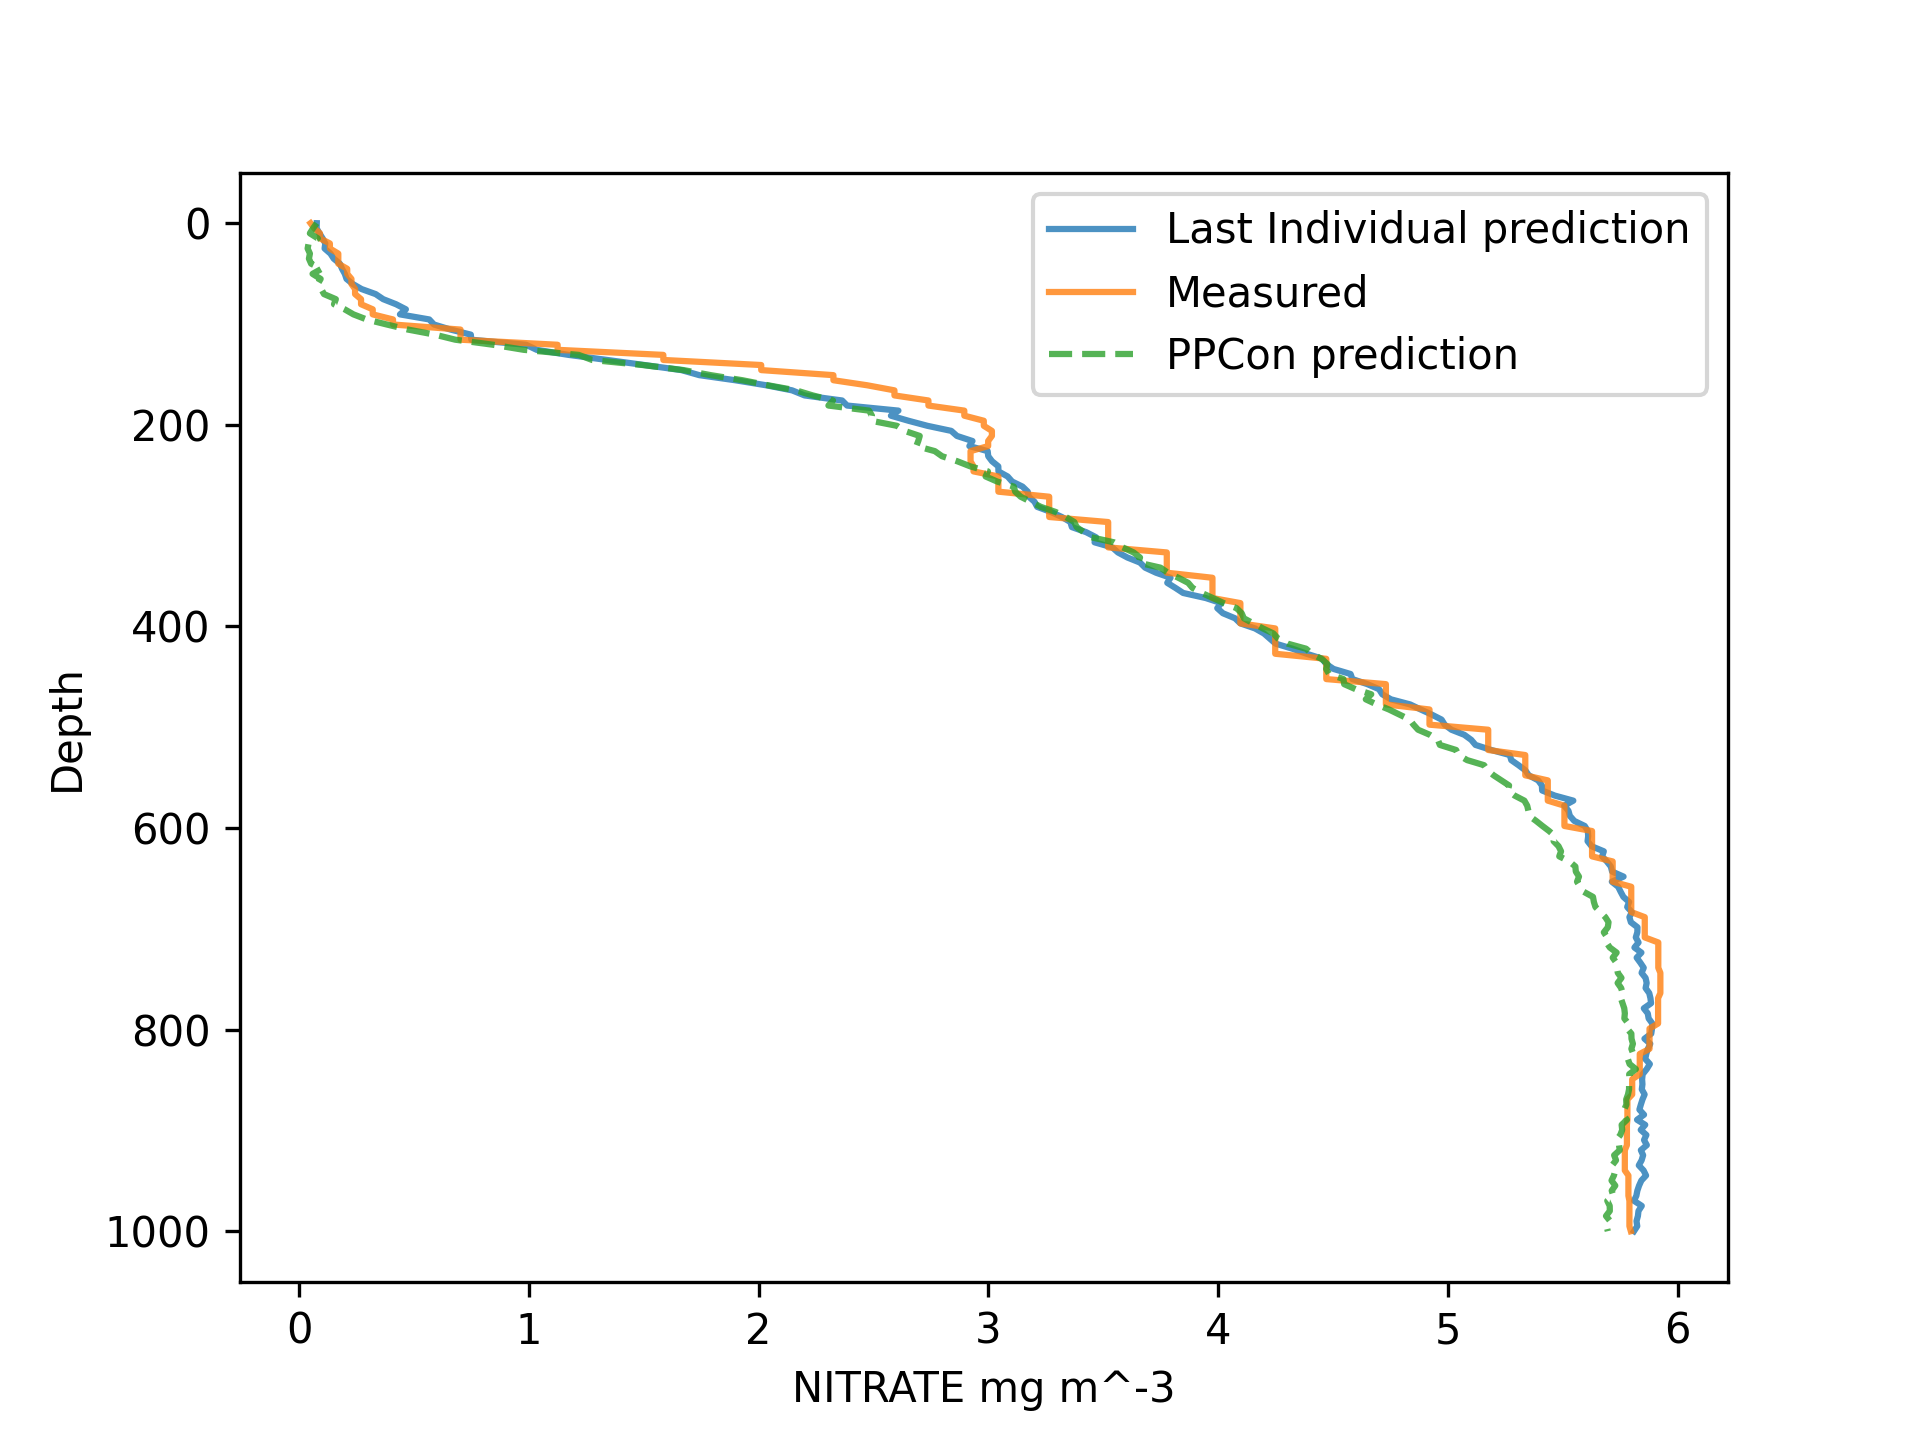 Last Individual prediction
Measured
PPCon prediction
0
200
400
600
800
1000
Depth
0 1 2 3 4 5 6
NITRATE mg m^-3